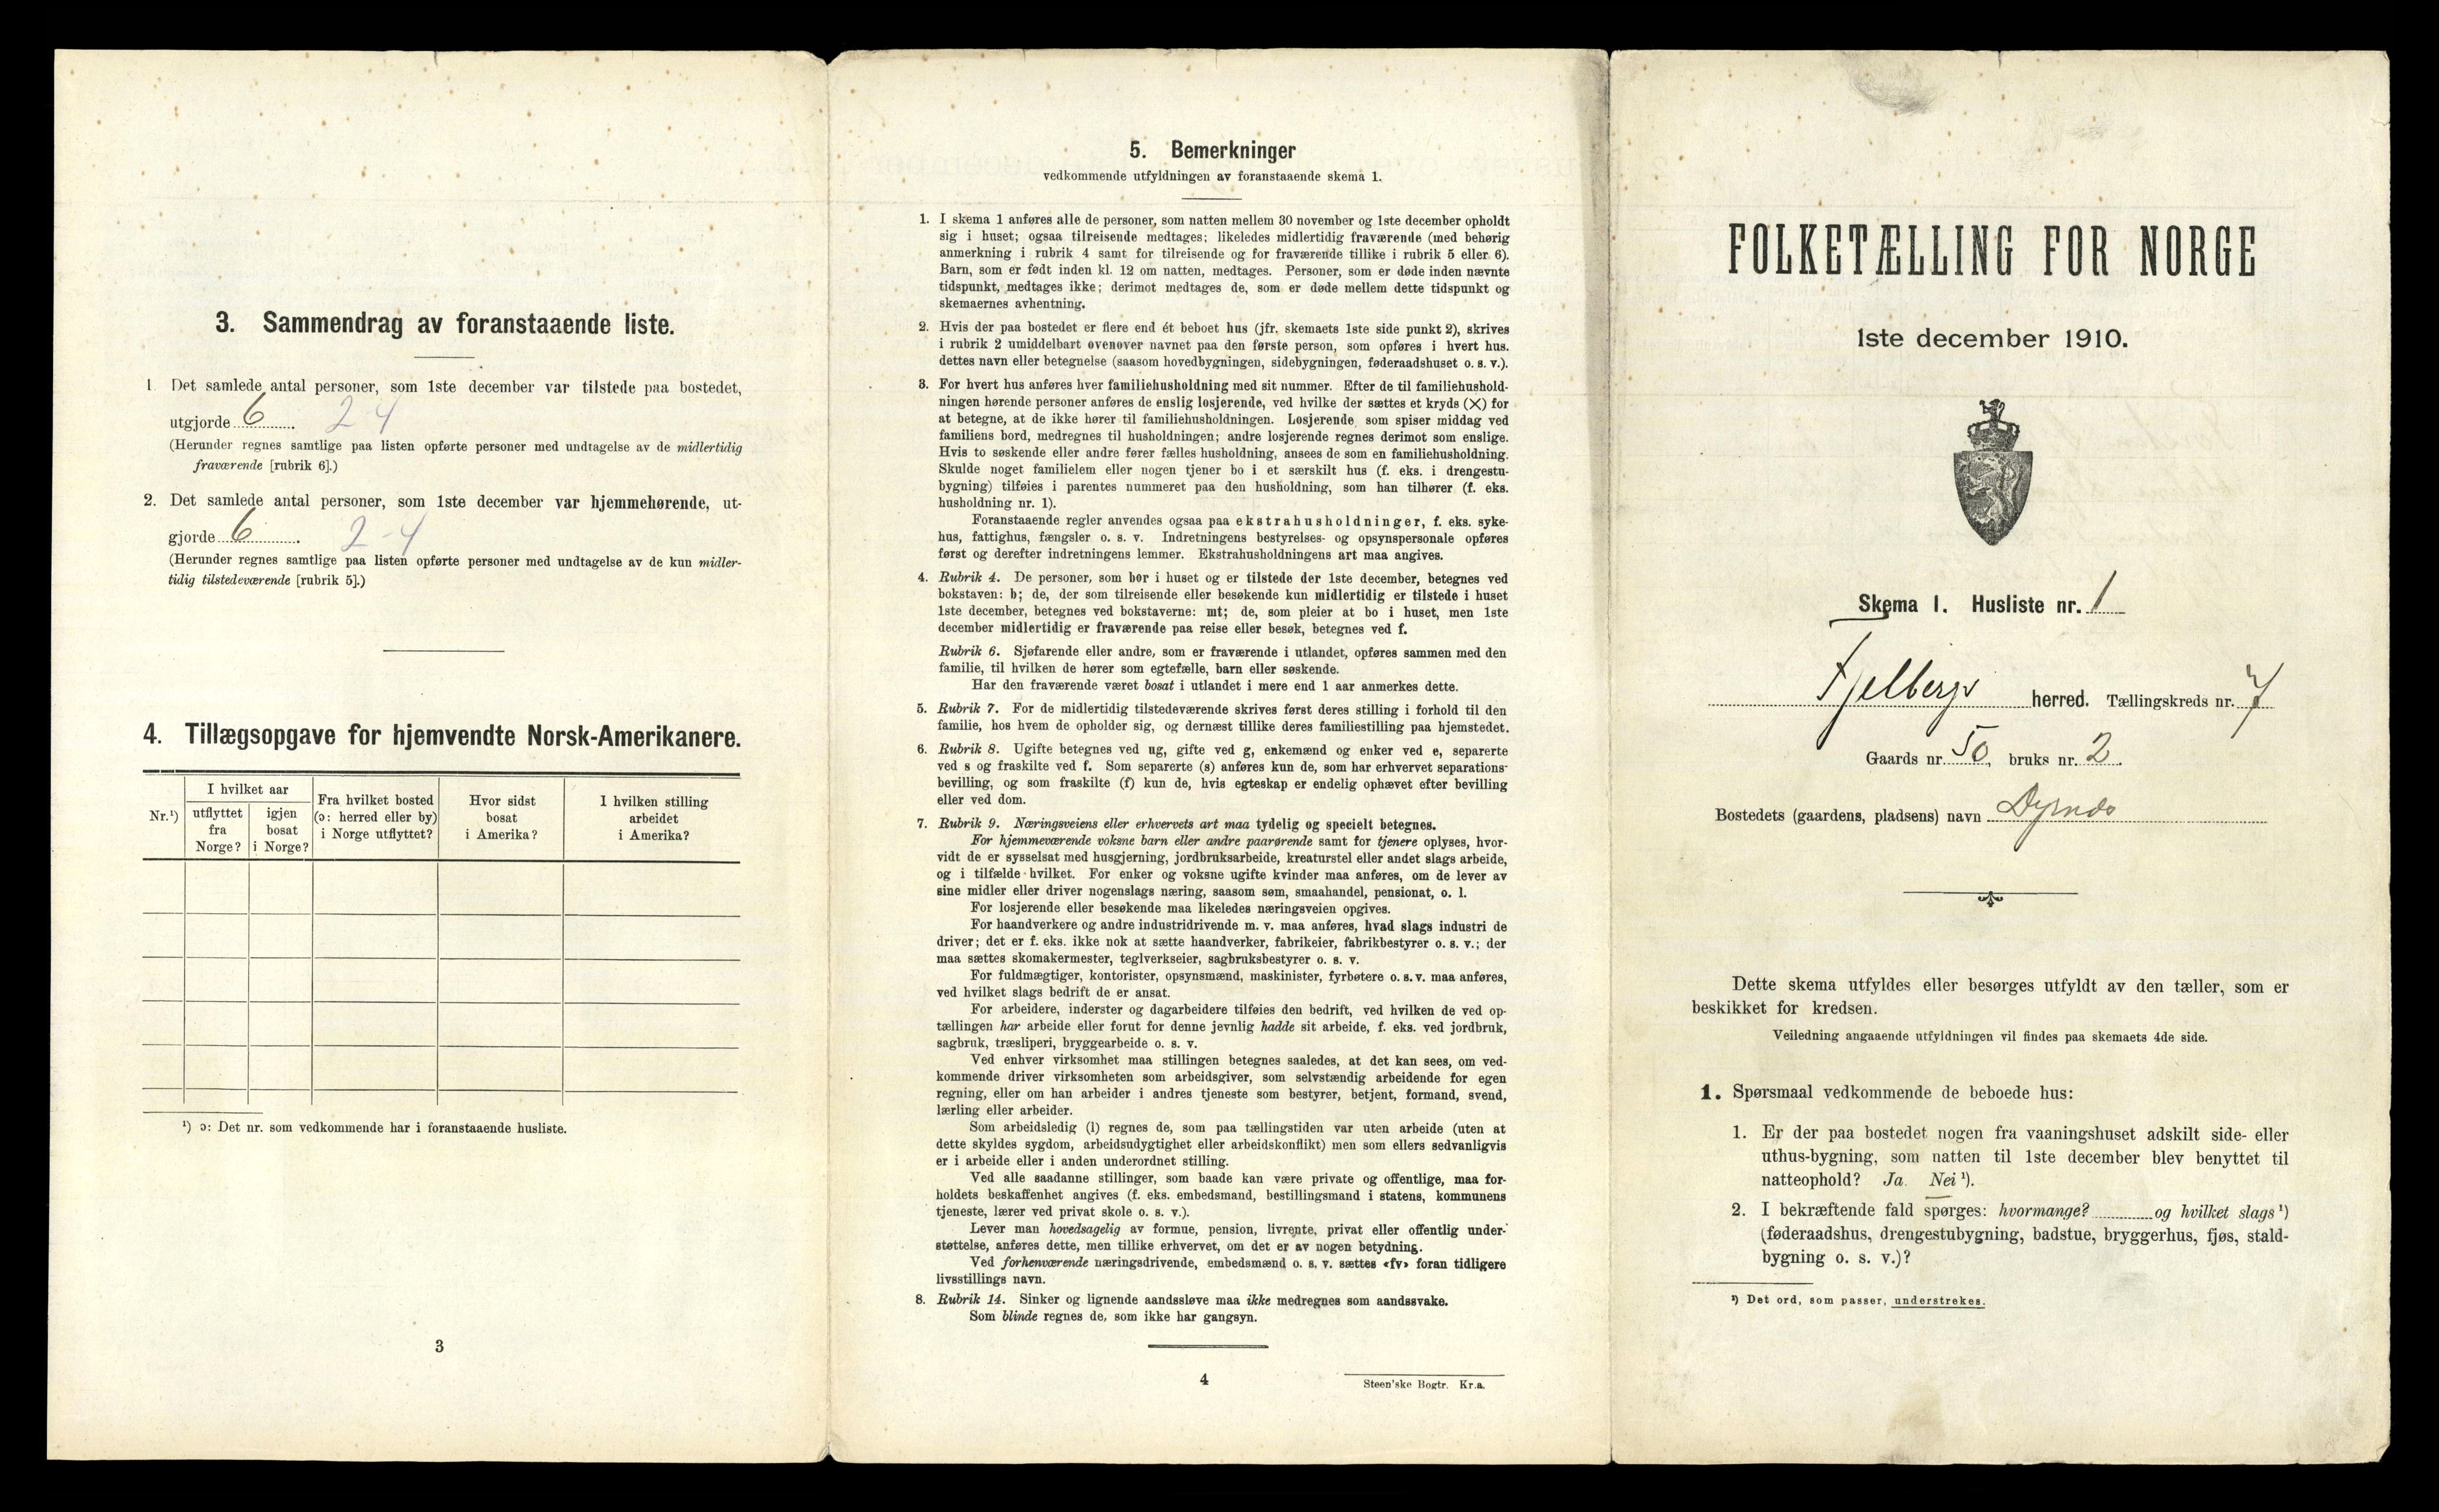 3. Sammendrag av foranstaaende liste.
1. Det samlede antal personer, som 1ste december var tilstede paa bostedet,
utgjorde 6. 2-4
(Herunder regnes samtlige paa listen opførte personer med undtagelse av de midlertidig
fraværende [rubrik 6].)
2. Det samlede antal personer, som 1ste december var hjemmehørende, ut-
gjorde 6. 2-4
(Herunder regnes samtlige paa listen opførte personer med undtagelse av de kun midler-
tidig tilstedeværende [rubrik 5].)
4. Tillægsopgave for hjemvendte Norsk-Amerikanere.
Nr.¹)
I hvilket aar
utflyttet
fra
Norge?
igjen
bosat
i Norge?
Fra hvilket bosted
(ɔ: herred eller by)
i Norge utflyttet?
Hvor sidst
bosat
i Amerika?
I hvilken stilling
arbeidet
i Amerika?
¹) ɔ: Det nr. som vedkommende har i foranstaaende husliste.
3
5. Bemerkninger
vedkommende utfyldningen av foranstaaende skema 1.
1. I skema 1 anføres alle de personer, som natten mellem 30 november og 1ste december opholdt
sig i huset; ogsaa tilreisende medtages; likeledes midlertidig fraværende (med behørig
anmerkning i rubrik 4 samt for tilreisende og for fraværende tillike i rubrik 5 eller 6).
Barn, som er født inden kl. 12 om natten, medtages. Personer, som er døde inden nævnte
tidspunkt, medtages ikke; derimot medtages de, som er døde mellem dette tidspunkt og
skemaernes avhentning.
2. Hvis der paa bostedet er flere end ét beboet hus (jfr. skemaets 1ste side punkt 2), skrives
i rubrik 2 umiddelbart ovenover navnet paa den første person, som opføres i hvert hus.
dettes navn eller betegnelse (saasom hovedbygningen, sidebygningen, føderaadshuset o. s. v.).
3. For hvert hus anføres hver familiehusholdning med sit nummer. Efter de til familiehushold-
ningen hørende personer anføres de enslig losjerende, ved hvilke der sættes et kryds (×) for
at betegne, at de ikke hører til familiehusholdningen. Losjerende som spiser middag ved
familiens bord, medregnes til husholdningen; andre losjerende regnes derimot som enslige.
Hvis to søskende eller andre fører fælles husholdning, ansees de som en familiehusholdning.
Skulde noget familielem eller nogen tjener bo i et særskilt hus (f. eks. i drengestu-
bygning) tilføies i parentes nummeret paa den husholdning, som han tilhører (f. eks.
husholdning nr. 1).
Foranstaaende regler anvendes ogsaa paa ekstrahusholdninger, f. eks. syke-
hus, fattighus, fængsler o. s. v. Indretningens bestyrelses- og opsynspersonale opføres
først og derefter indretningens lemmer. Ekstrahusholdningens art maa angives.
4. Rubrik 4. De personer, som bor i huset og er tilstede der 1ste december, betegnes ved
bokstaven: b; de, der som tilreisende eller besøkende kun midlertidig er tilstede i huset
1ste december, betegnes ved bokstaverne: mt; de, som pleier at bo i huset, men 1ste
december midlertidig er fraværende paa reise eller besøk, betegnes ved f.
Rubrik 6. Sjøfarende eller andre, som er fraværende i utlandet, opføres sammen med den
familie, til hvilken de hører som egtefælle, barn eller søskende.
Har den fraværende været bosat i utlandet i mere end 1 aar anmerkes dette.
5. Rubrik 7. For de midlertidig tilstedeværende skrives først deres stilling i forhold til den
familie, hos hvem de opholder sig, og dernæst tillike deres familiestilling paa hjemstedet.
6. Rubrik 8. Ugifte betegnes ved ug, gifte ved g, enkemænd og enker ved e, separerte
ved s og fraskilte ved f. Som separerte (s) anføres kun de, som har erhvervet separations-
bevilling, og som fraskilte (f) kun de, hvis egteskap er endelig ophævet efter bevilling
eller ved dom.
7. Rubrik 9. Næringsveiens eller erhvervets art maa tydelig og specielt betegnes.
For hjemmeværende voksne barn eller andre paarørende samt for tjenere oplyses, hvor-
vidt de er sysselsat med husgjerning, jordbruksarbeide, kreaturstel eller andet slags arbeide,
og i tilfælde hvilket. For enker og voksne ugifte kvinder maa anføres, om de lever av
sine midler eller driver nogenslags næring, saasom søm, smaahandel, pensionat, o. l.
For losjerende eller besøkende maa likeledes næringsveien opgives.
For haandverkere og andre industridrivende m. v. maa anføres, hvad slags industri de
driver; det er f. eks. ikke nok at sætte haandverker, fabrikeier, fabrikbestyrer o. s. v.; der
maa sættes skomakermester, teglverkseier, sagbruksbestyrer o. s. v.
For fuldmægtiger, kontorister, opsynsmænd, maskinister, fyrbøtere o. s. v. maa anføres,
ved hvilket slags bedrift de er ansat.
For arbeidere, inderster og dagarbeidere tilføies den bedrift, ved hvilken de ved op-
tællingen har arbeide eller forut for denne jevnlig hadde sit arbeide, f. eks. ved jordbruk,
sagbruk, træsliperi, bryggearbeide o. s. v.
Ved enhver virksomhet maa stillingen betegnes saaledes, at det kan sees, om ved-
kommende driver virksomheten som arbeidsgiver, som selvstændig arbeidende for egen
regning, eller om han arbeider i andres tjeneste som bestyrer, betjent, formand, svend,
lærling eller arbeider.
Som arbeidsledig (l) regnes de, som paa tællingstiden var uten arbeide (uten at
dette skyldes sygdom, arbeidsudygtighet eller arbeidskonflikt) men som ellers sedvanligvis
er i arbeide eller i anden underordnet stilling.
Ved alle saadanne stillinger, som baade kan være private og offentlige, maa for-
holdets beskaffenhet angives (f. eks. embedsmand, bestillingsmand i statens, kommunens
tjeneste, lærer ved privat skole o. s. v.).
Lever man hovedsagelig av formue, pension, livrente, privat eller offentlig under-
støttelse, anføres dette, men tillike erhvervet, om det er av nogen betydning.
Ved forhenværende næringsdrivende, embedsmænd o. s. v. sættes «fv» foran tidligere
livsstillings navn.
8. Rubrik 14. Sinker og lignende aandssløve maa ikke medregnes som aandssvake.
Som blinde regnes de, som ikke har gangsyn.
4
Steen'ske Bogtr. Kr.a.
FOLKETÆLLING FOR NORGE
1ste december 1910.
Skema 1. Husliste nr. 1
Fjelbergs herred. Tællingskreds nr. 7
Gaards nr. 50, bruks nr. 2.
Bostedets (gaardens, pladsens) navn
Dette skema utfyldes eller besørges utfyldt av den tæller, som er
beskikket for kredsen.
Veiledning angaaende utfyldningen vil findes paa skemaets 4de side.
1. Spørsmaal vedkommende de beboede hus:
1. Er der paa bostedet nogen fra vaaningshuset adskilt side- eller
uthus-bygning, som natten til 1ste december blev benyttet til
natteophold? Ja. Nei ¹).
2. I bekræftende fald spørges: hvormange? og hvilket slags ¹)
(føderaadshus, drengestubygning, badstue, bryggerhus, fjøs, stald-
bygning o. s. v.)?
¹) Det ord, som passer, understrekes.